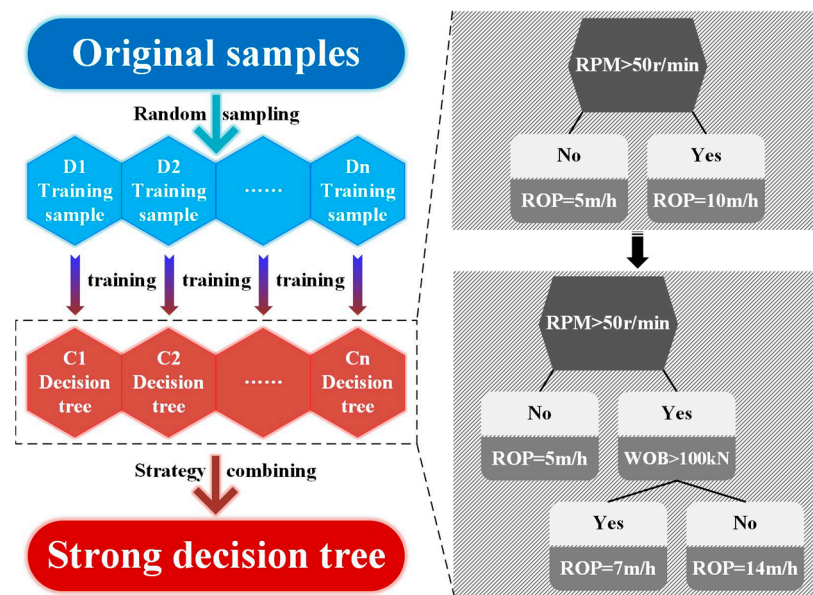 Original samples
Random sampling
D1
Training
sample
D2
Training
sample
......
Dn
Training
sample
training
training
training
C1
Decision
tree
C2
Decision
tree
......
Cn
Decision
tree
Strategy combining
Strong decision tree
RPM>50r/min
No
Yes
ROP=5m/h
ROP=10m/h
RPM>50r/min
No
Yes
ROP=5m/h
WOB>100kN
Yes
No
ROP=7m/h
ROP=14m/h